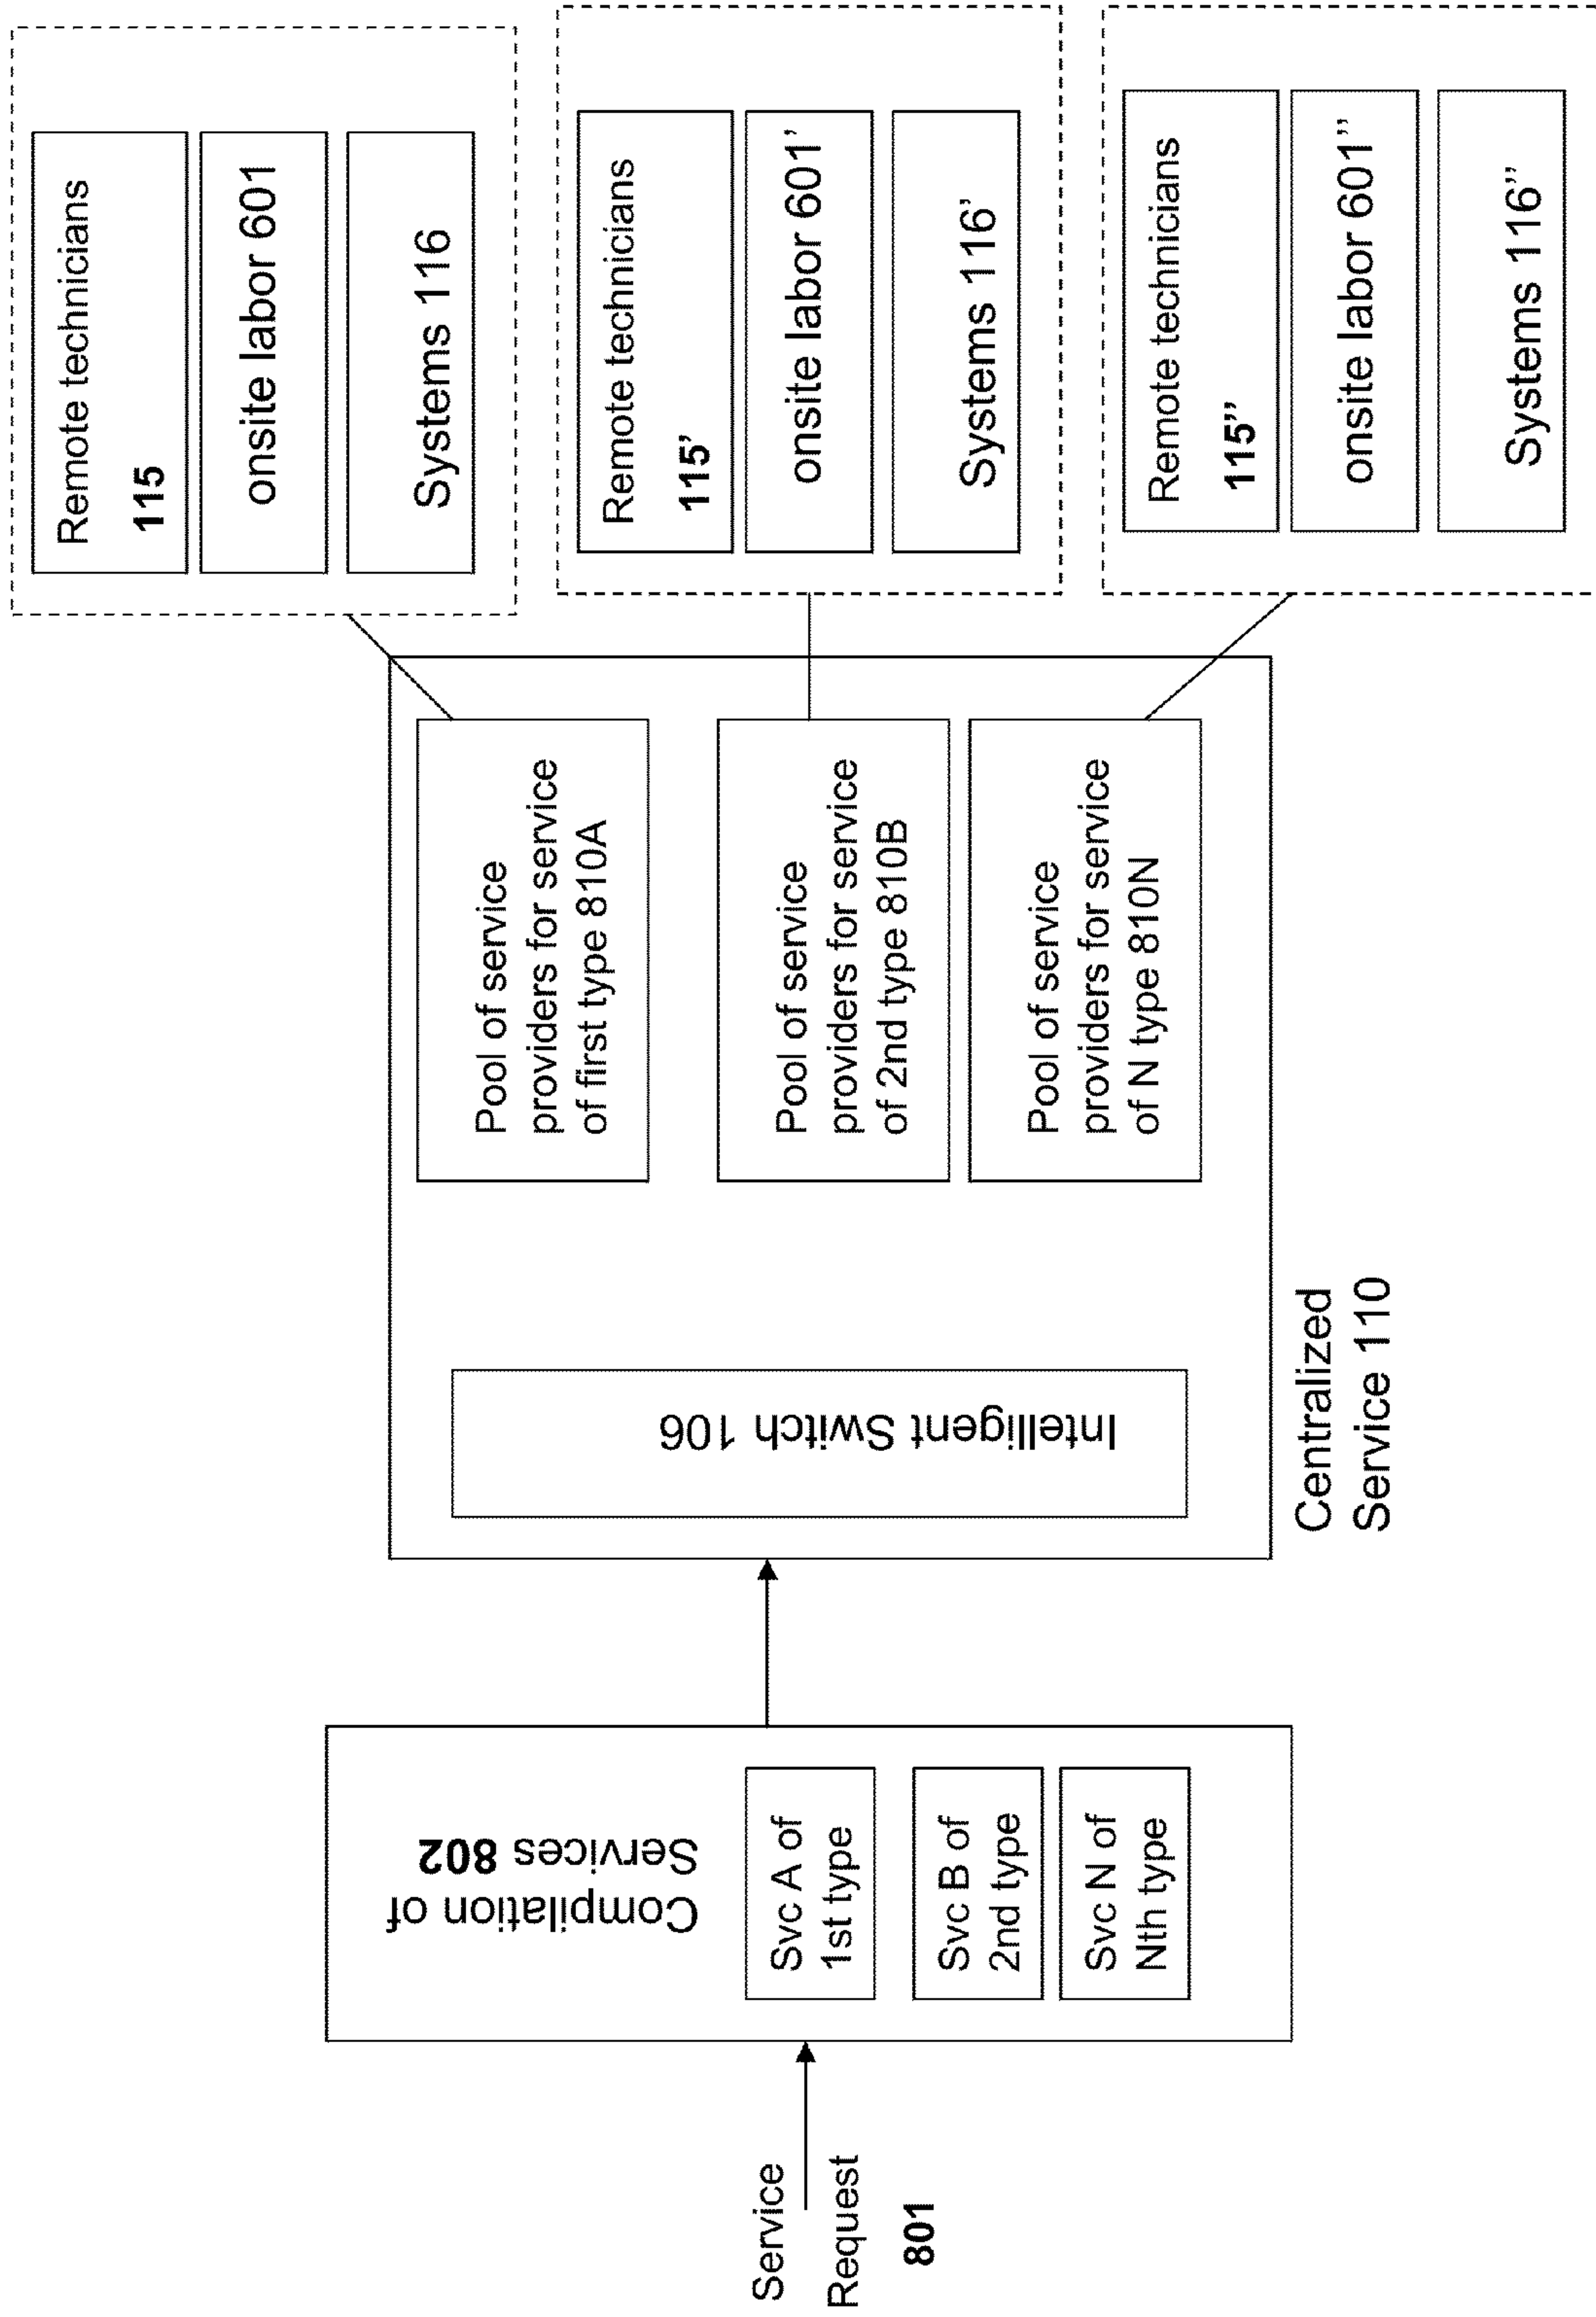 Service
Request
801
Compilation of
Services 802
Svc A of
1st type
Svc B of
2nd type
Svc N of
Nth type
Intelligent Switch 106
Pool of service
providers for service
of first type 810A
Pool of service
providers for service
of 2nd type 810B
Pool of service
providers for service
of N type 810N
Centralized
Service 110
Remote technicians
115
onsite labor 601
Systems 116
Remote technicians
115’
onsite labor 601’
Systems 116’
Remote technicians
115”
onsite labor 601”
Systems 116”